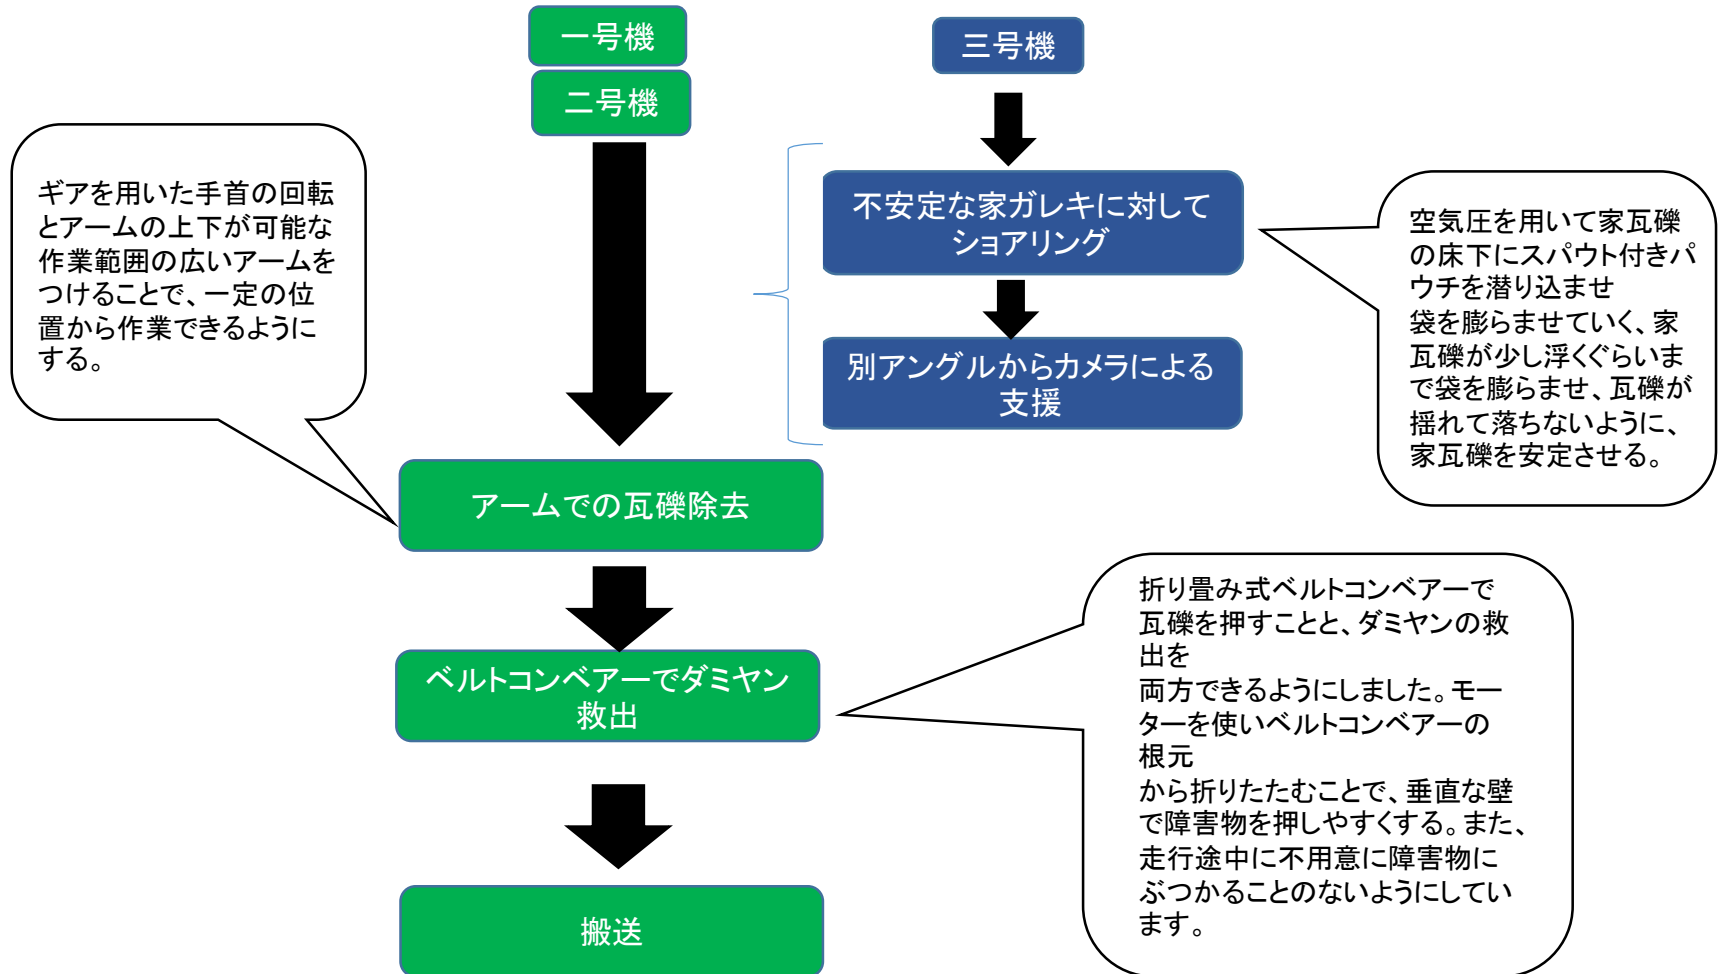 一号機
二号機
三号機
ギアを用いた手首の回転
とアームの上下が可能な
作業範囲の広いアームを
つけることで、一定の位
置から作業できるように
する。
不安定な家ガレキに対して
ショアリング
空気圧を用いて家瓦礫
の床下にスパウト付きパ
ウチを潜り込ませ
袋を膨らませていく、家
瓦礫が少し浮くぐらいま
で袋を膨らませ、瓦礫が
揺れて落ちないように、
家瓦礫を安定させる。
別アングルからカメラによる
支援
アームでの瓦礫除去
ベルトコンベアーでダミヤン
救出
折り畳み式ベルトコンベアーで
瓦礫を押すことと、ダミヤンの救
出を
両方できるようにしました。モー
ターを使いベルトコンベアーの
根元
から折りたたむことで、垂直な壁
で障害物を押しやすくする。また、
走行途中に不用意に障害物に
ぶつかることのないようにしてい
ます。
搬送